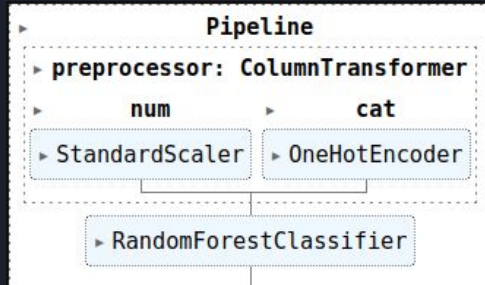 Pipeline
preprocessor: ColumnTransformer
num cat
StandardScaler OneHotEncoder
RandomForestClassifier